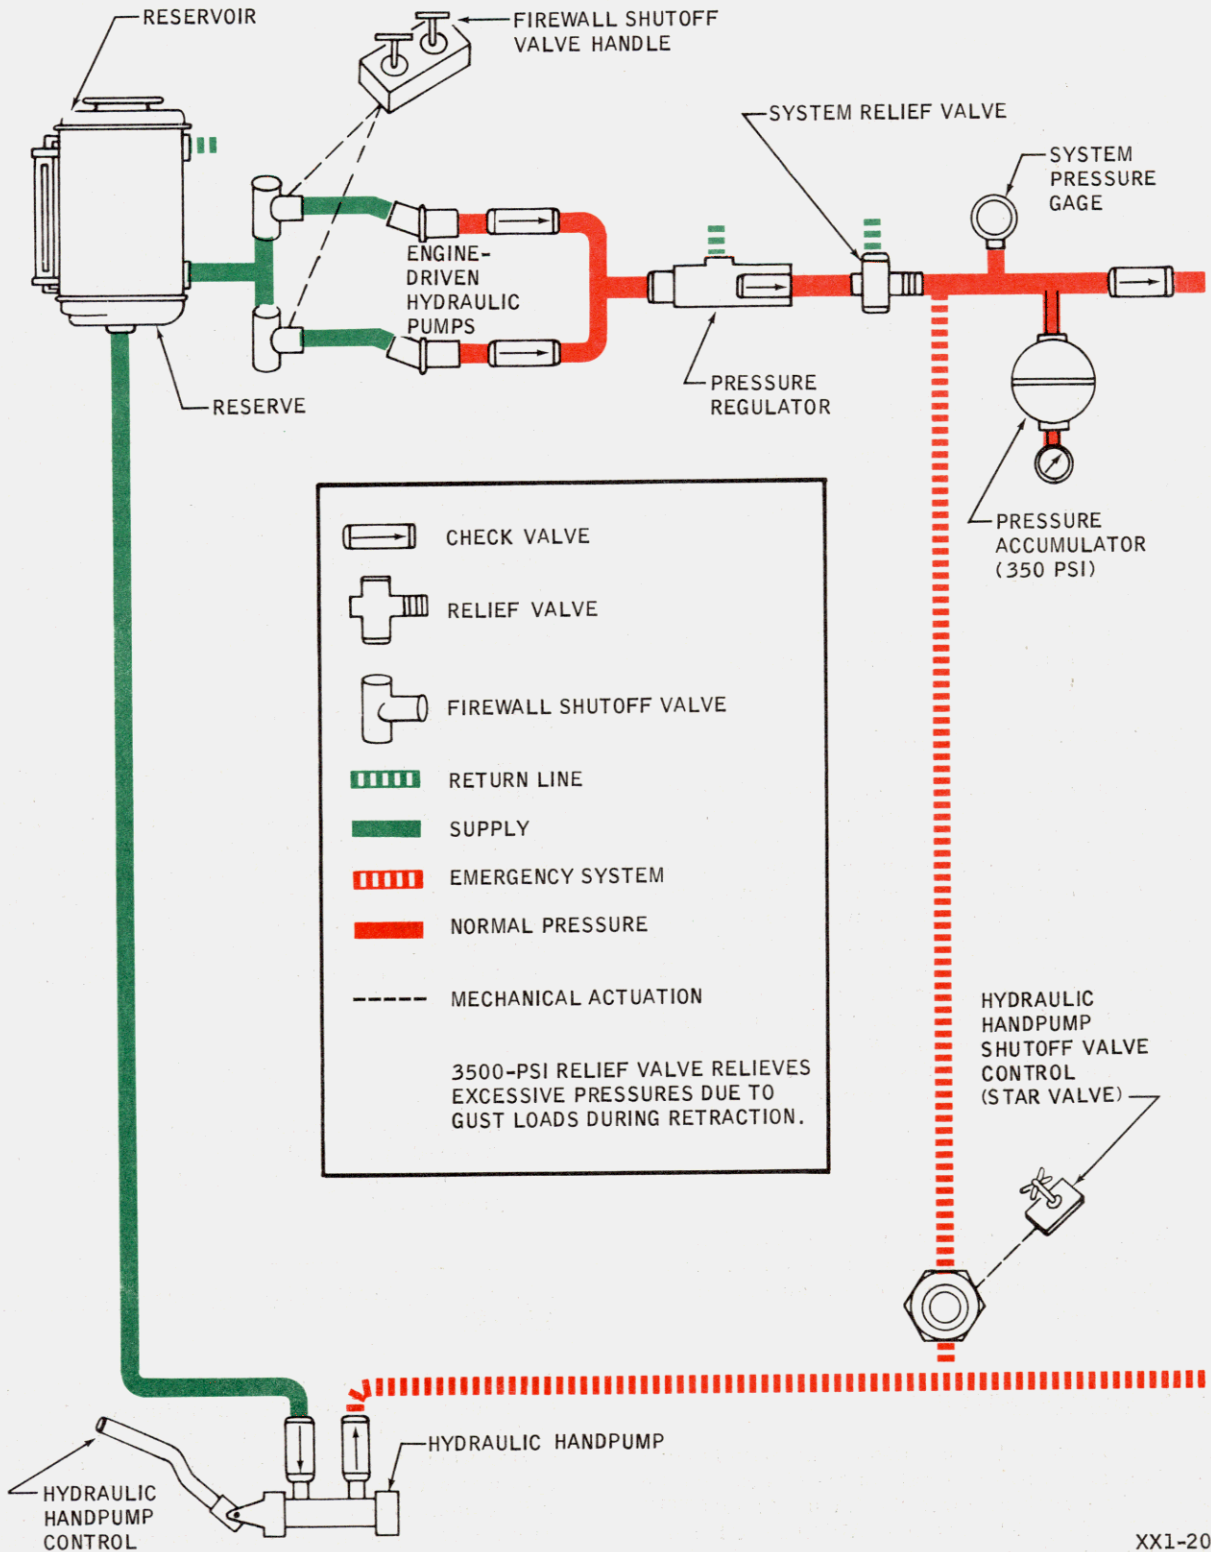 RESERVOIR
FIREWALL SHUTOFF
VALVE HANDLE
SYSTEM RELIEF VALVE
SYSTEM
PRESSURE
GAGE
ENGINE-
DRIVEN
HYDRAULIC
PUMPS
RESERVE
PRESSURE
REGULATOR
PRESSURE
ACCUMULATOR
(350 PSI)
CHECK VALVE
RELIEF VALVE
FIREWALL SHUTOFF VALVE
RETURN LINE
SUPPLY
EMERGENCY SYSTEM
NORMAL PRESSURE
MECHANICAL ACTUATION
3500-PSI RELIEF VALVE RELIEVES
EXCESSIVE PRESSURES DUE TO
GUST LOADS DURING RETRACTION.
HYDRAULIC
HANDPUMP
SHUTOFF VALVE
CONTROL
(STAR VALVE)
HYDRAULIC HANDPUMP
HYDRAULIC
HANDPUMP
CONTROL
XX1-20